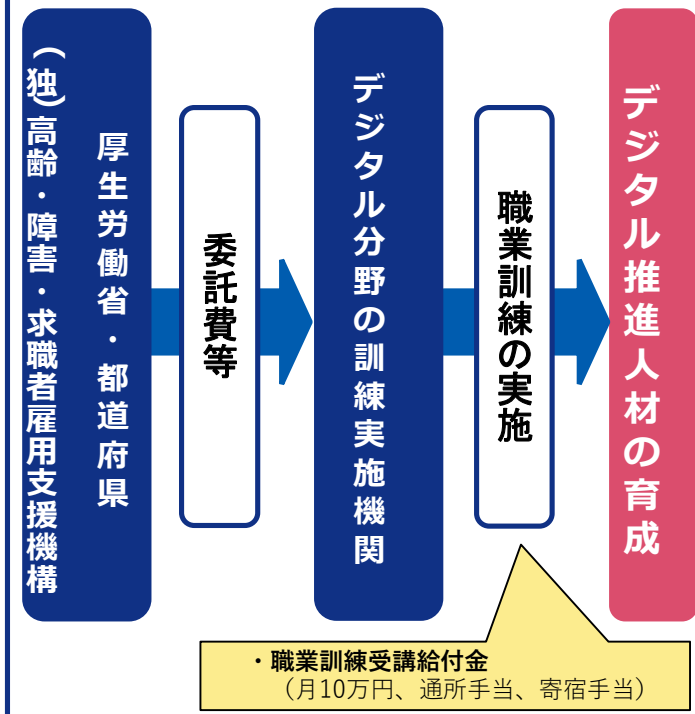 厚生労働省・都道府県
(独)高齢・障害・求職者雇用支援機構
委託費等
デジタル分野の訓練実施機関
職業訓練の実施
デジタル推進人材の育成
・職業訓練受講給付金
（月10万円、通所手当、寄宿手当）